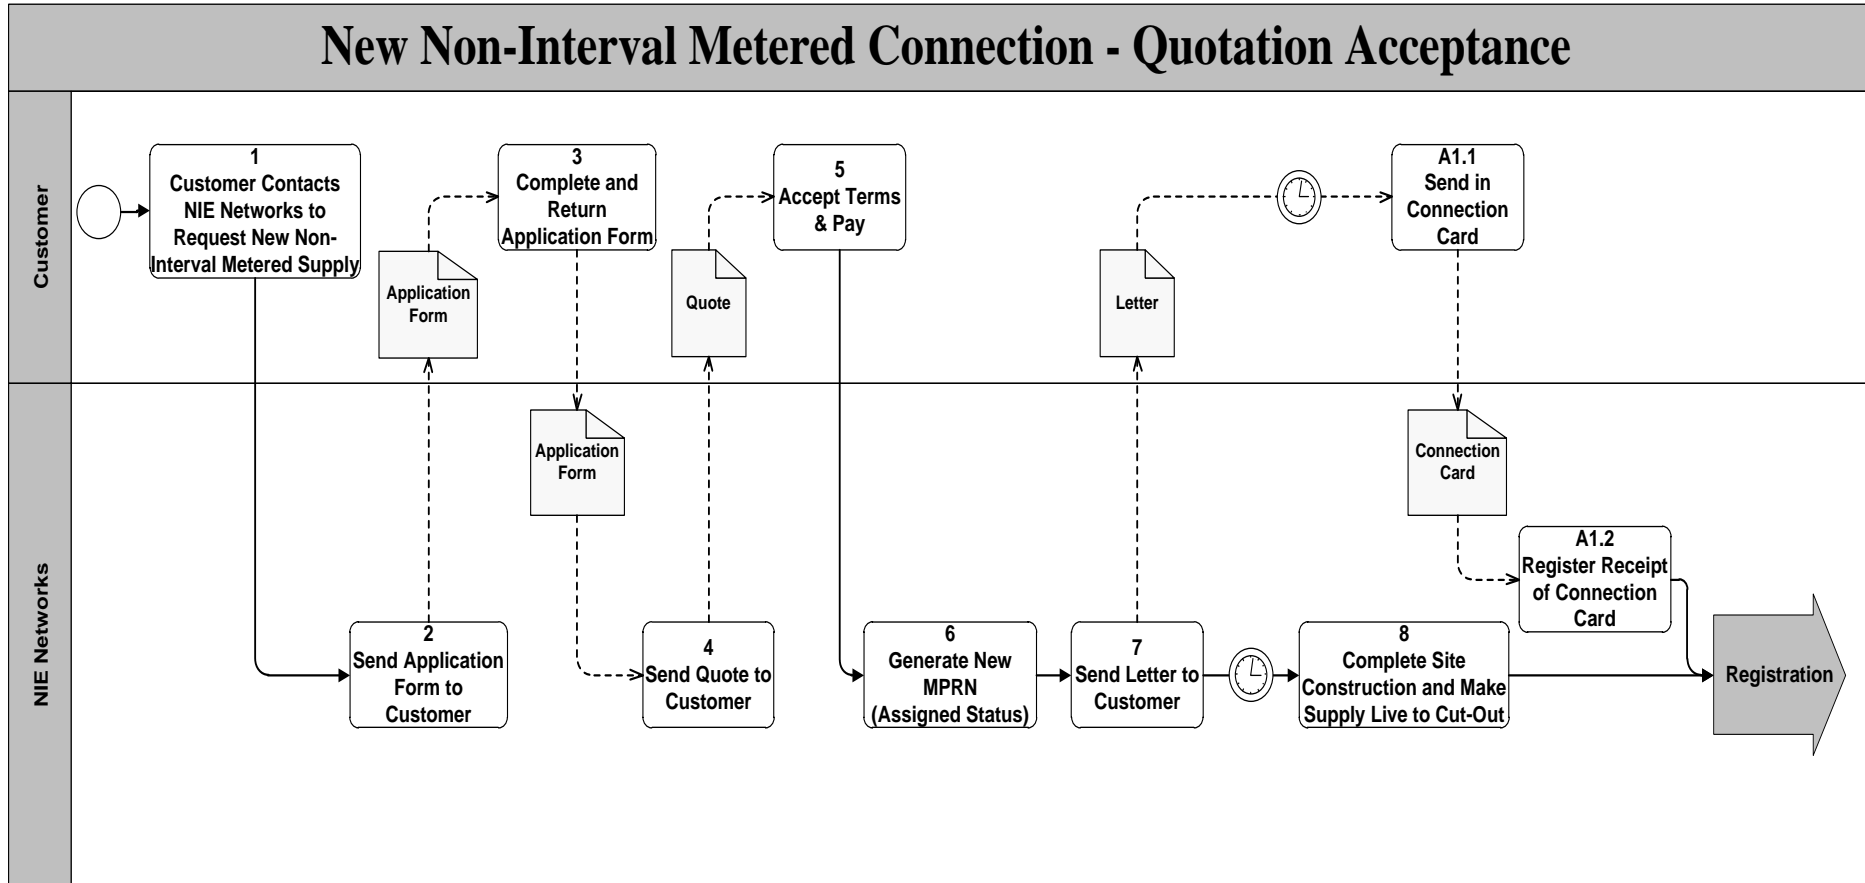 New Non-Interval Metered Connection - Quotation Acceptance
Customer
1
Customer Contacts
NIE Networks to
Request New Non-
Interval Metered Supply
Application
Form
3
Complete and
Return
Application Form
Quote
5
Accept Terms
& Pay
Letter
A1.1
Send in
Connection
Card
NIE Networks
2
Send Application
Form to
Customer
Application
Form
4
Send Quote to
Customer
6
Generate New
MPRN
(Assigned Status)
7
Send Letter to
Customer
8
Complete Site
Construction and Make
Supply Live to Cut-Out
Connection
Card
A1.2
Register Receipt
of Connection
Card
Registration